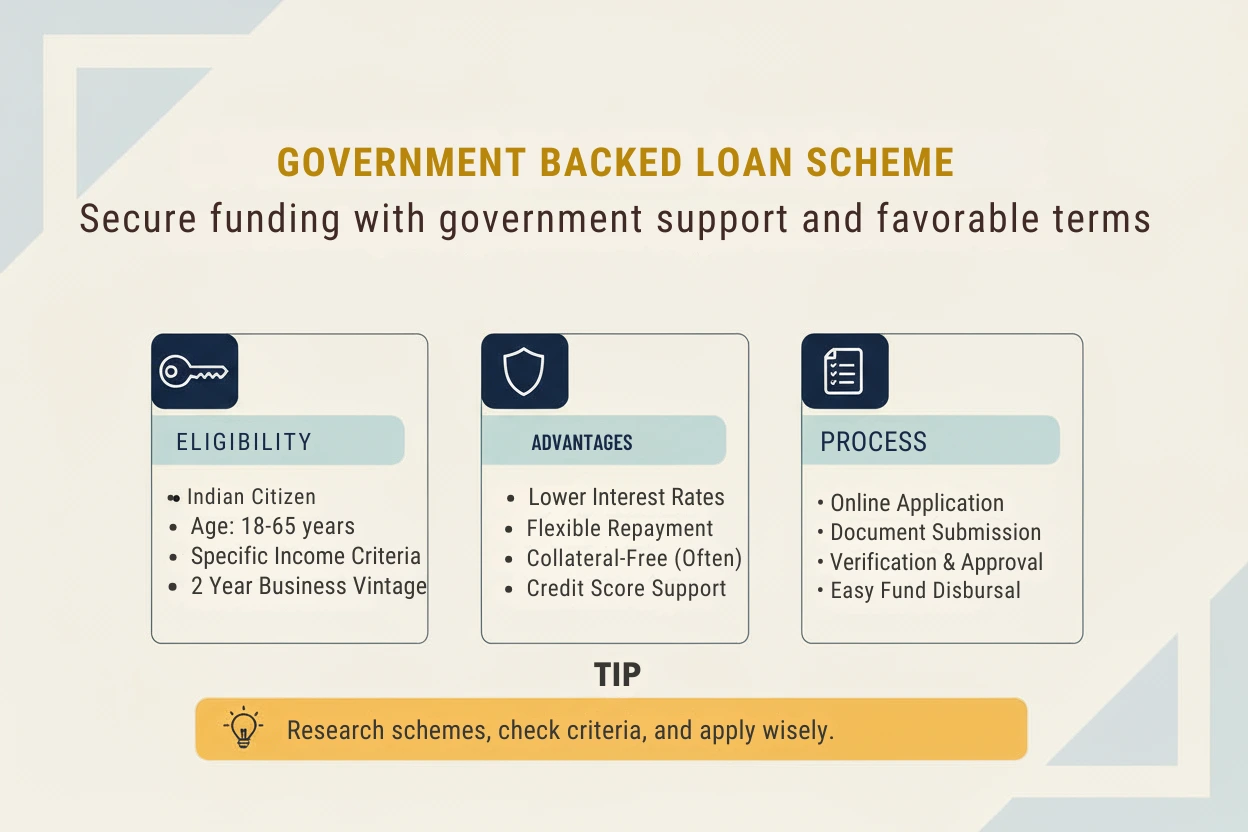 GOVERNMENT BACKED LOAN SCHEME
Secure funding with government support and favorable terms
ELIGIBILITY
• Indian Citizen
• Age: 18-65 years
• Specific Income Criteria
• 2 Year Business Vintage
ADVANTAGES
• Lower Interest Rates
• Flexible Repayment
• Collateral-Free (Often)
• Credit Score Support
PROCESS
• Online Application
• Document Submission
• Verification & Approval
• Easy Fund Disbursal
TIP
Research schemes, check criteria, and apply wisely.